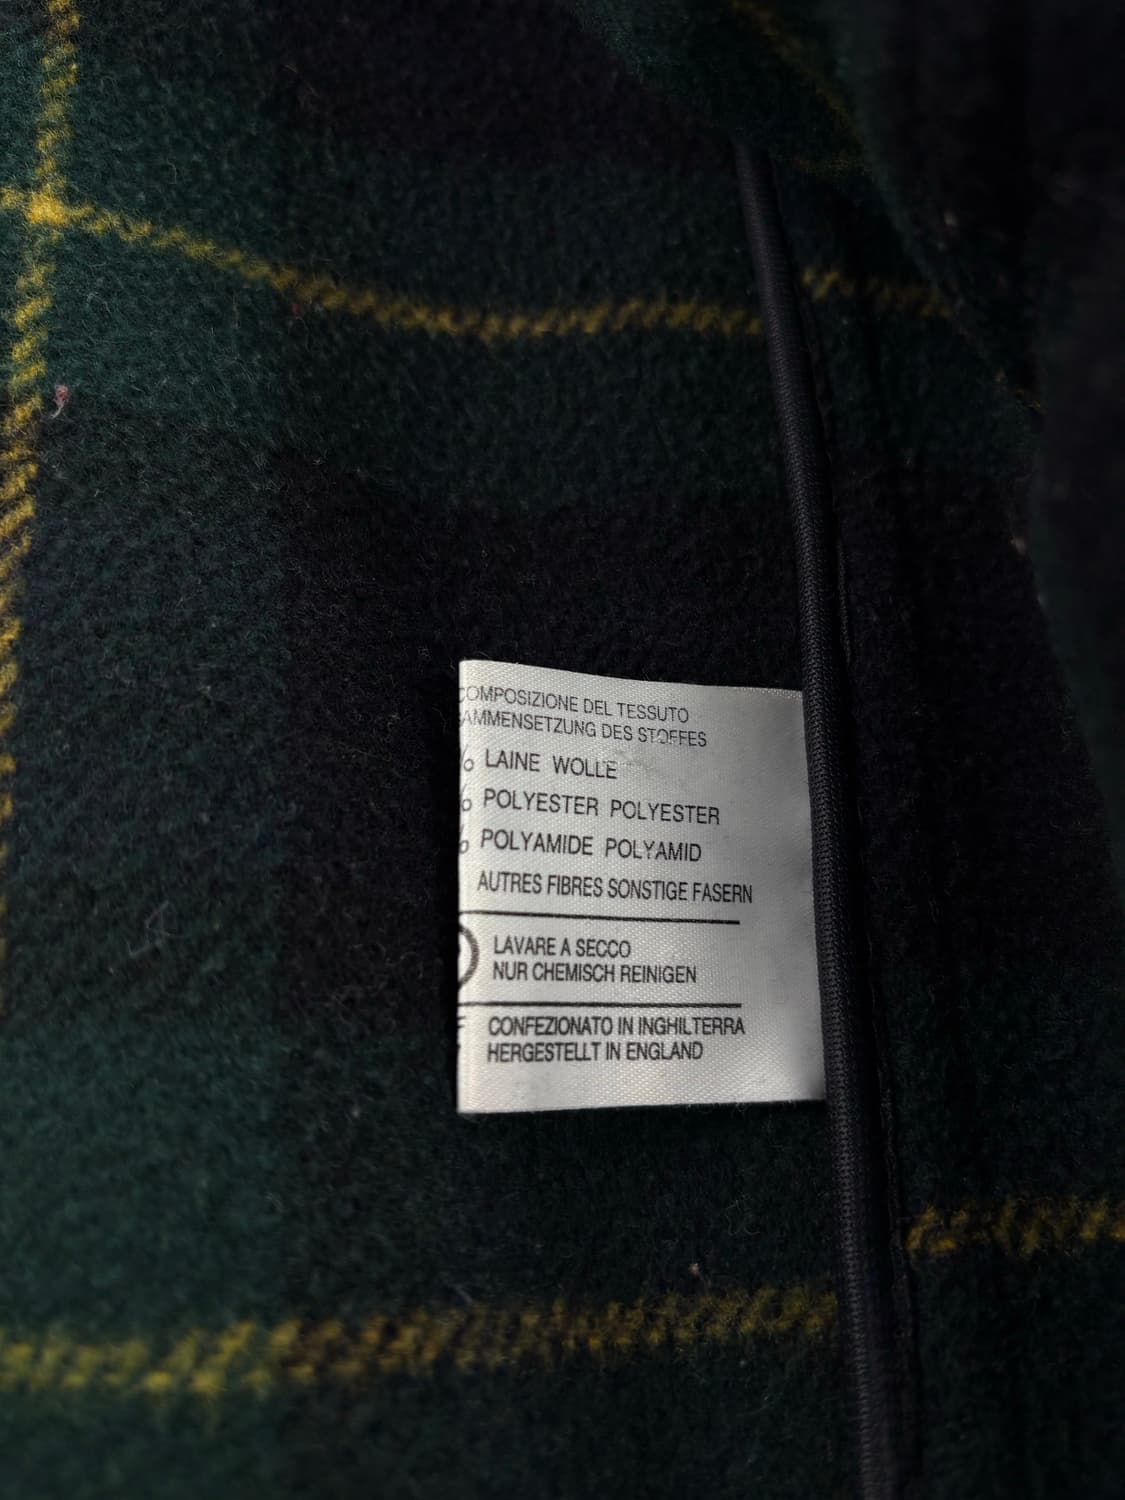 COMPOSIZIONE DEL TESSUTO
AMMENSETZUNG DES STOFFES
% LAINE WOLLE
% POLYESTER POLYESTER
% POLYAMIDE POLYAMID
AUTRES FIBRES SONSTIGE FASERN
LAVARE A SECCO
NUR CHEMISCH REINIGEN
F CONFEZIONATO IN INGHILTERRA
HERGESTELLT IN ENGLAND